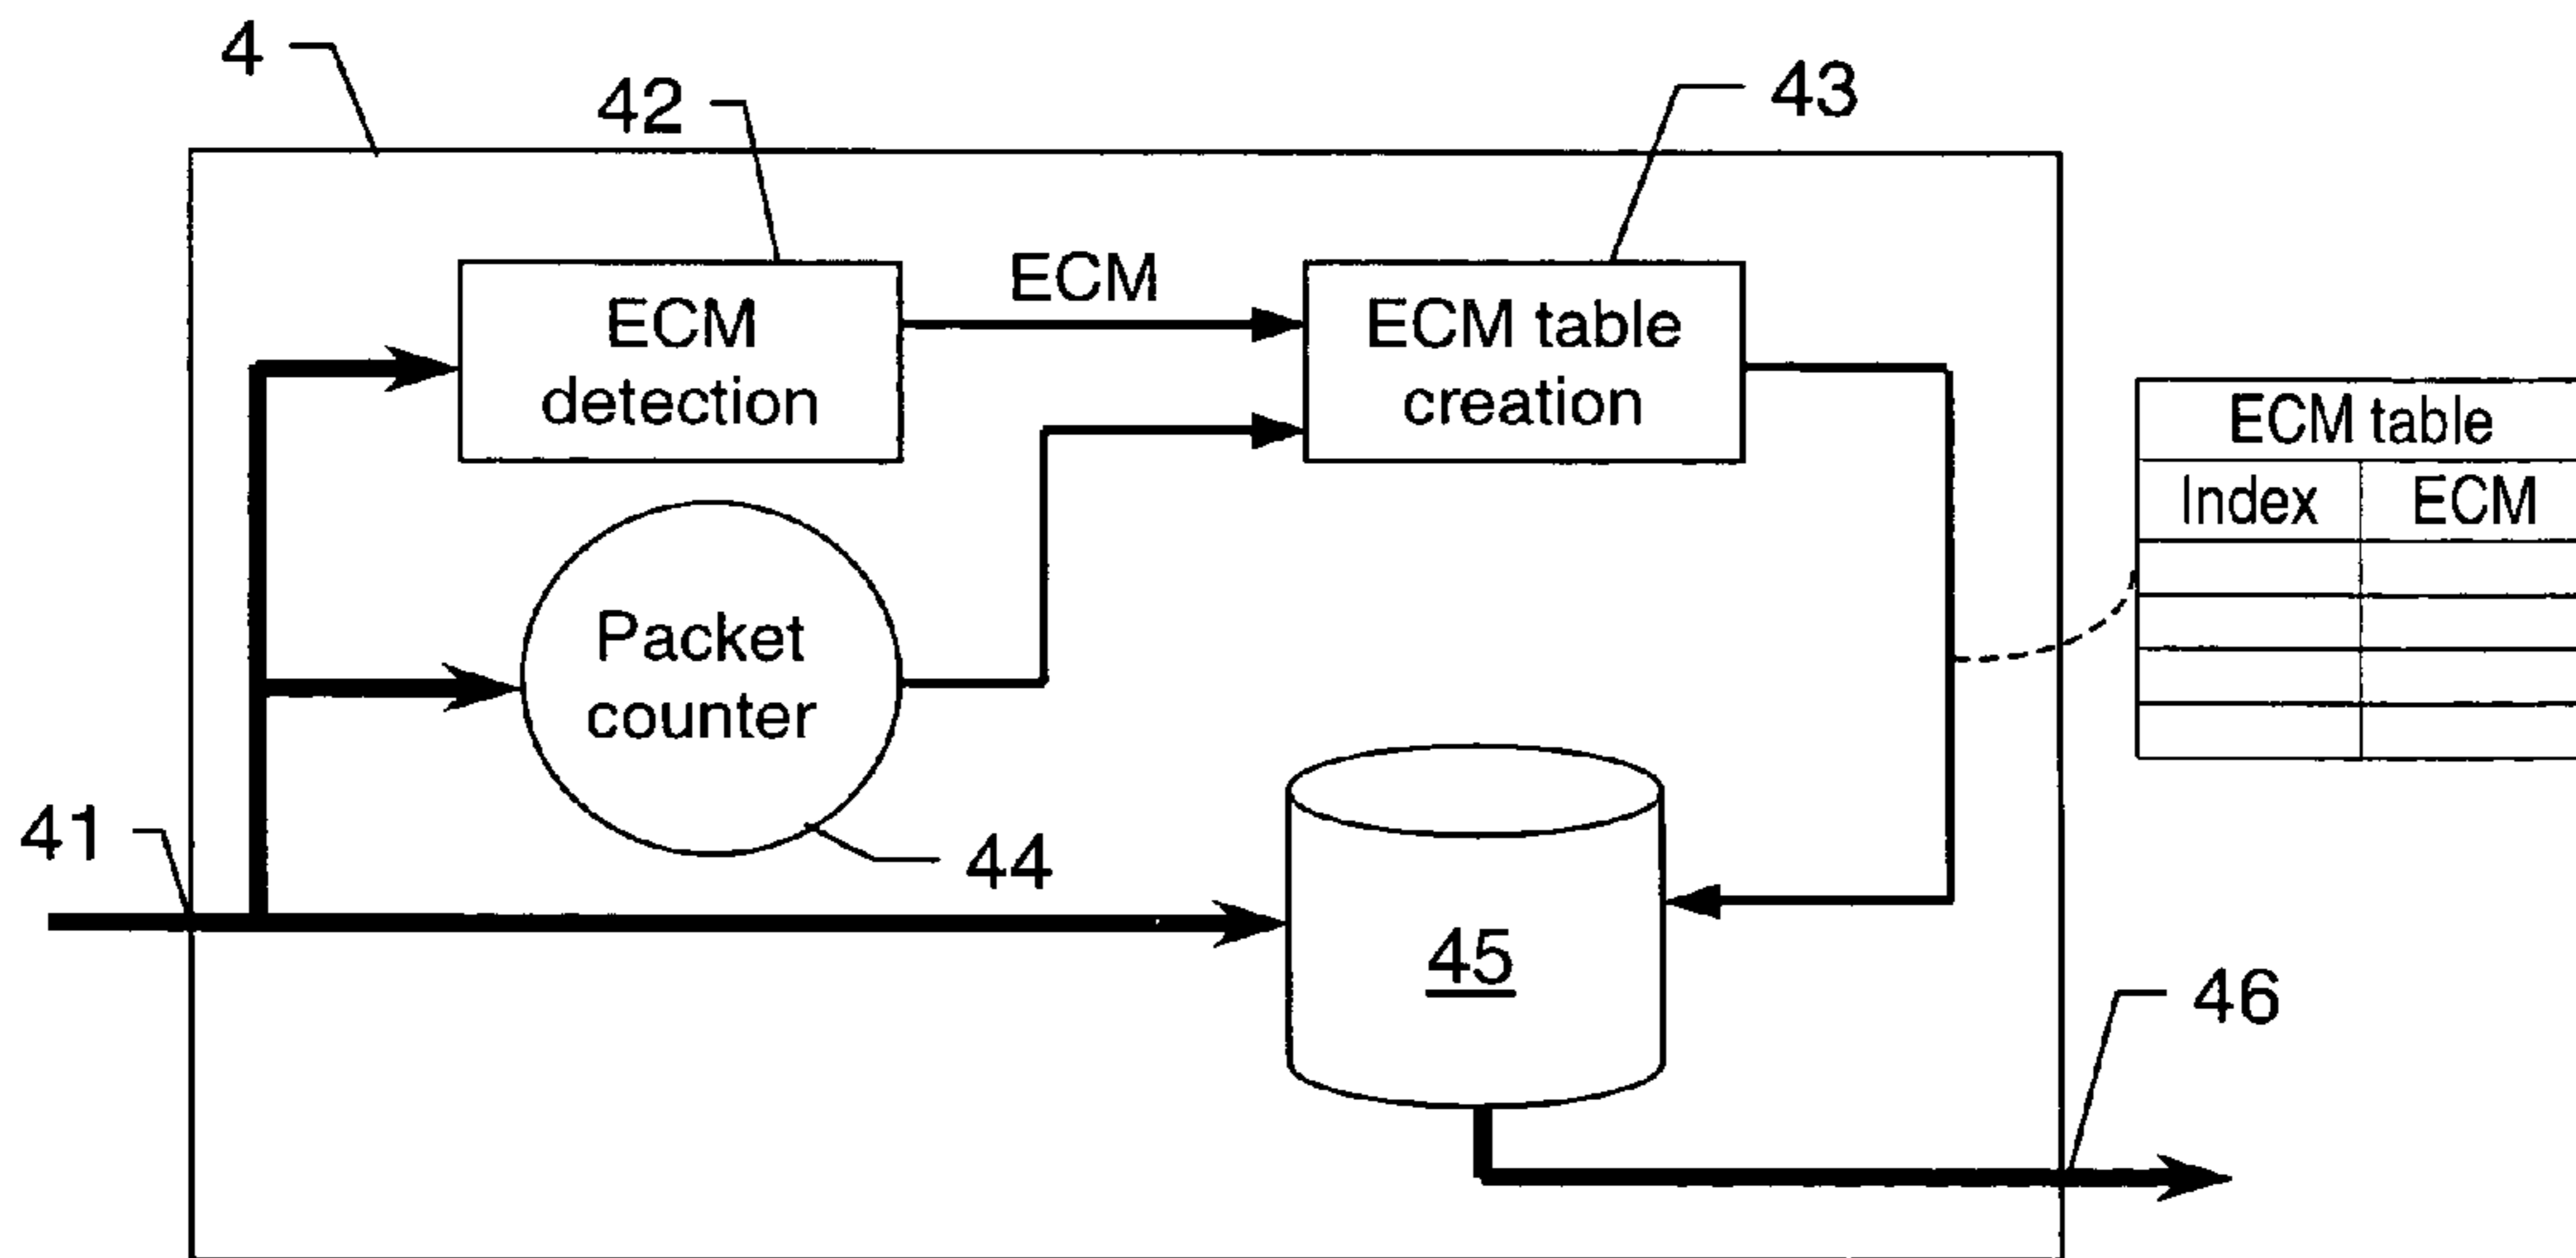 4
42
43
ECM
detection
ECM
ECM table
creation
ECM table
Index ECM
Packet
counter
41
44
45
46